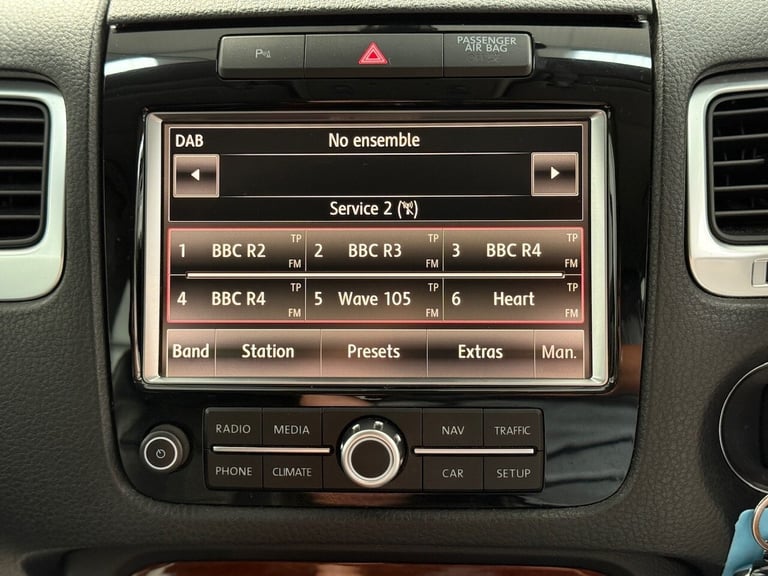 P
PASSENGER
AIR BAG
DAB No ensemble
Service 2
1 BBC R2 TP FM 2 BBC R3 TP FM 3 BBC R4 TP FM
4 BBC R4 TP FM 5 Wave 105 TP FM 6 Heart TP FM
Band Station Presets Extras Man.
RADIO MEDIA NAV TRAFFIC
PHONE CLIMATE CAR SETUP